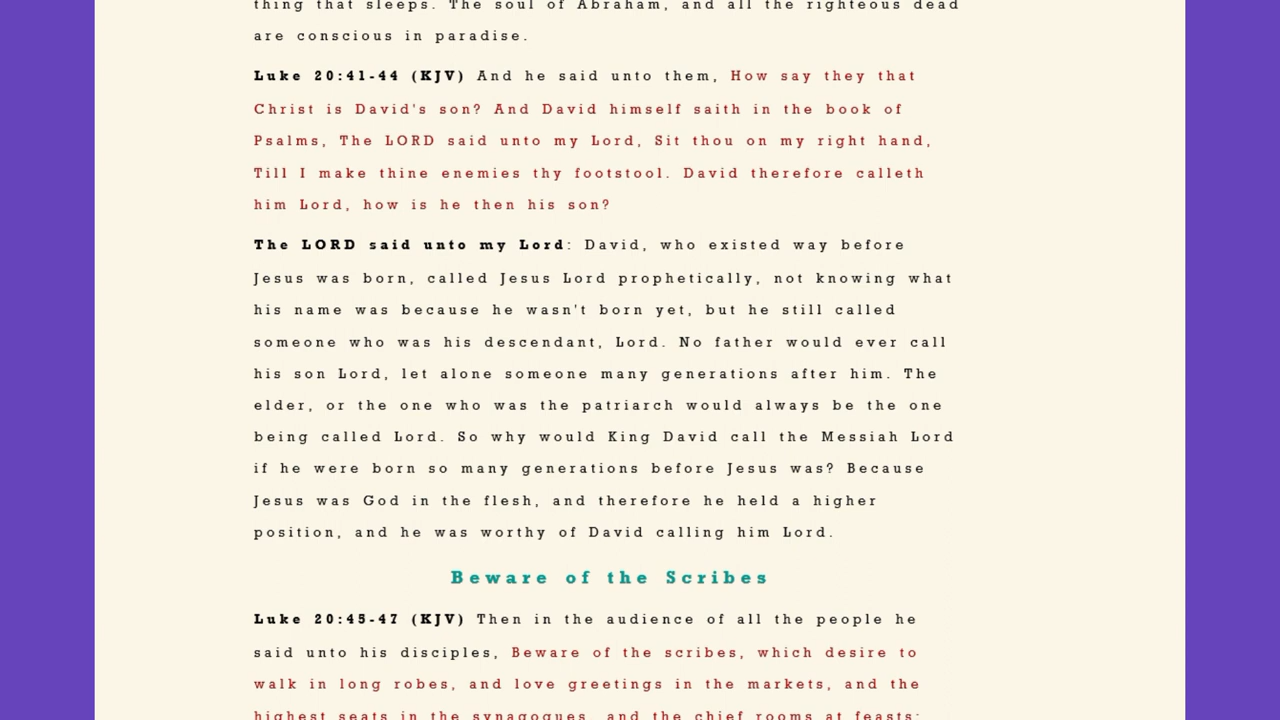 thing that sleeps. The soul of Abraham, and all the righteous dead
are conscious in paradise.
Luke 20:41-44 (KJV) And he said unto them, How say they that
Christ is David's son? And David himself saith in the book of
Psalms, The LORD said unto my Lord, Sit thou on my right hand,
Till I make thine enemies thy footstool. David therefore calleth
him Lord, how is he then his son?
The LORD said unto my Lord: David, who existed way before
Jesus was born, called Jesus Lord prophetically, not knowing what
his name was because he wasn't born yet, but he still called
someone who was his descendant, Lord. No father would ever call
his son Lord, let alone someone many generations after him. The
elder, or the one who was the patriarch would always be the one
being called Lord. So why would King David call the Messiah Lord
if he were born so many generations before Jesus was? Because
Jesus was God in the flesh, and therefore he held a higher
position, and he was worthy of David calling him Lord.
Beware of the Scribes
Luke 20:45-47 (KJV) Then in the audience of all the people he
said unto his disciples, Beware of the scribes, which desire to
walk in long robes, and love greetings in the markets, and the
highest seats in the synagogues, and the chief rooms at feasts;